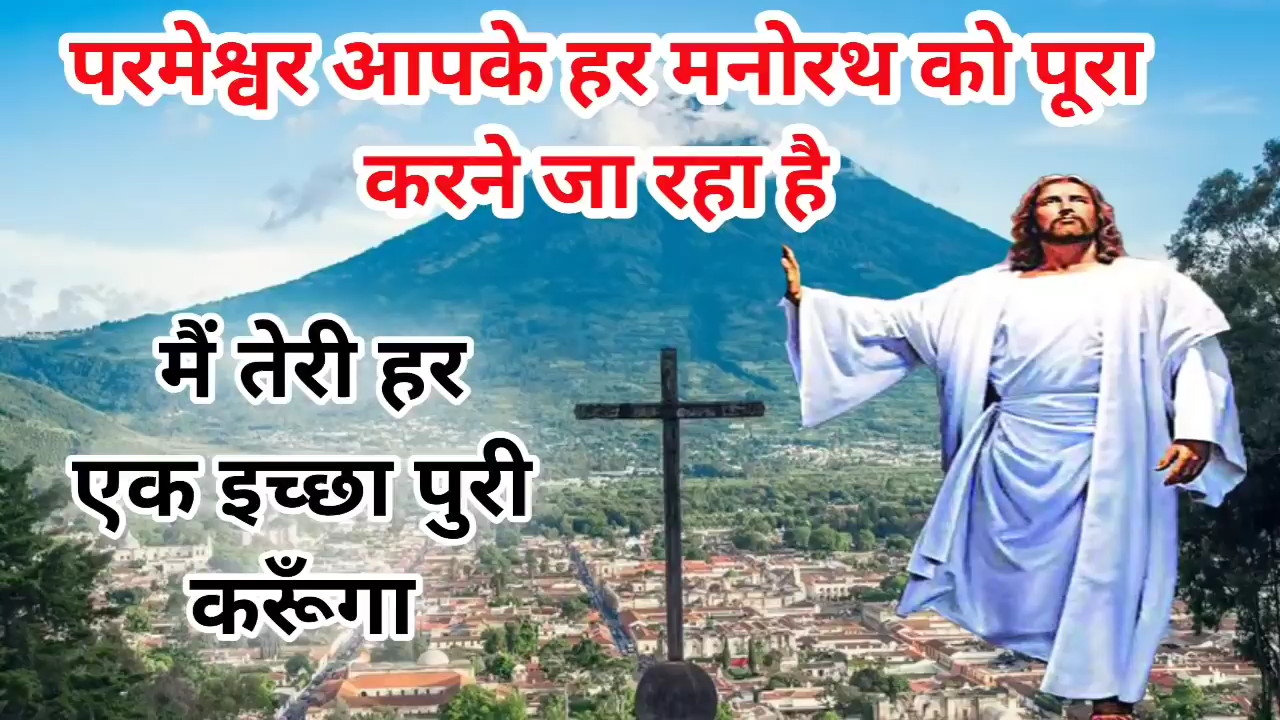 परमेश्वर आपके हर मनोरथ को पूरा
करने जा रहा है
मैं तेरी हर
एक इच्छा पुरी
करूँगा